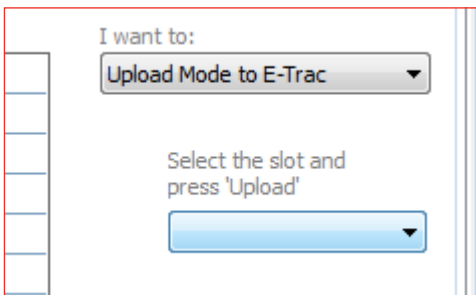 I want to:
Upload Mode to E-Trac
Select the slot and
press 'Upload'